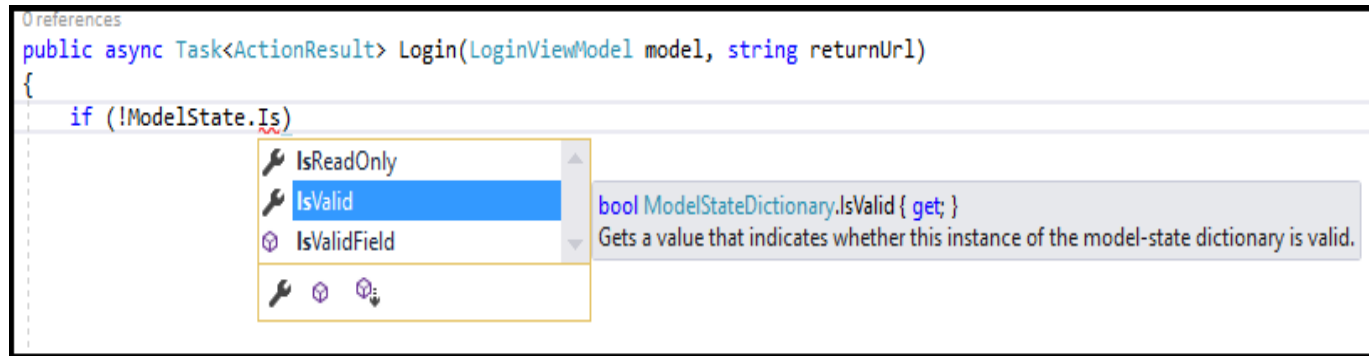 0 references
public async Task<ActionResult> Login(LoginViewModel model, string returnUrl)
{
if (!ModelState.Is)
IsReadOnly
IsValid
bool ModelStateDictionary.IsValid { get; }
IsValidField
Gets a value that indicates whether this instance of the model-state dictionary is valid.